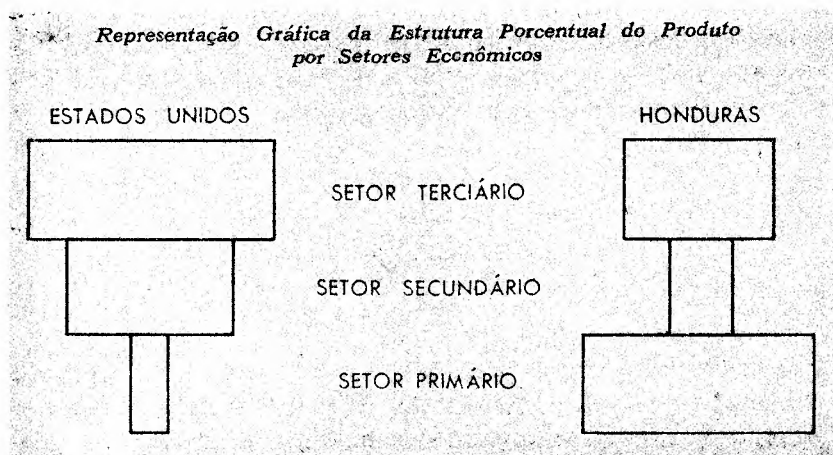 Representação Gráfica da Estrutura Porcentual do Produto
por Setores Econômicos
ESTADOS UNIDOS
HONDURAS
SETOR TERCIÁRIO
SETOR SECUNDÁRIO
SETOR PRIMÁRIO